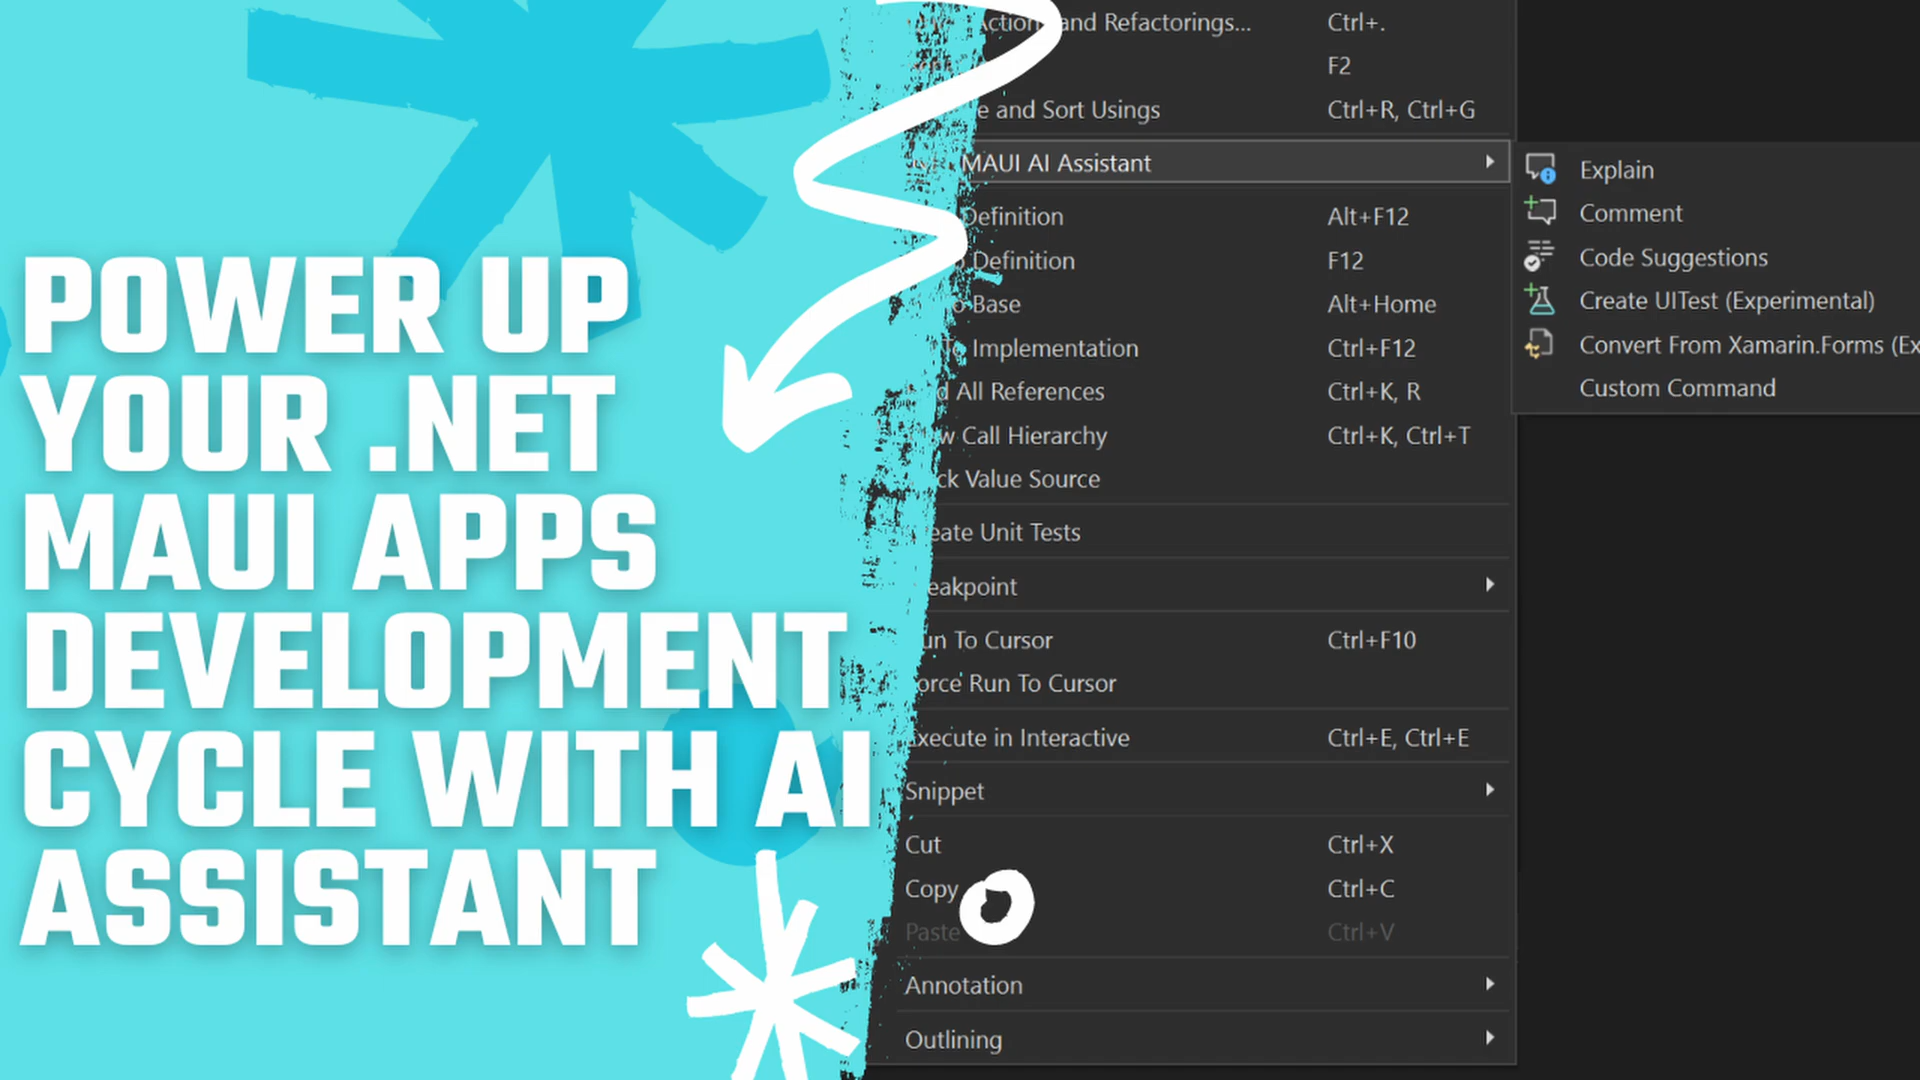 POWER UP
YOUR .NET
MAUI APPS
DEVELOPMENT
CYCLE WITH AI
ASSISTANT
and Refactorings... Ctrl+.
F2
and Sort Usings Ctrl+R, Ctrl+G
MAUI AI Assistant
Definition Alt+F12
Definition F12
Base Alt+Home
Implementation Ctrl+F12
All References Ctrl+K, R
Call Hierarchy Ctrl+K, Ctrl+T
Value Source
eate Unit Tests
eakpoint
un To Cursor Ctrl+F10
orce Run To Cursor
xecute in Interactive Ctrl+E, Ctrl+E
Snippet
Cut Ctrl+X
Copy Ctrl+C
Paste Ctrl+V
Annotation
Outlining
Explain
Comment
Code Suggestions
Create UITest (Experimental)
Convert From Xamarin.Forms (Ex
Custom Command